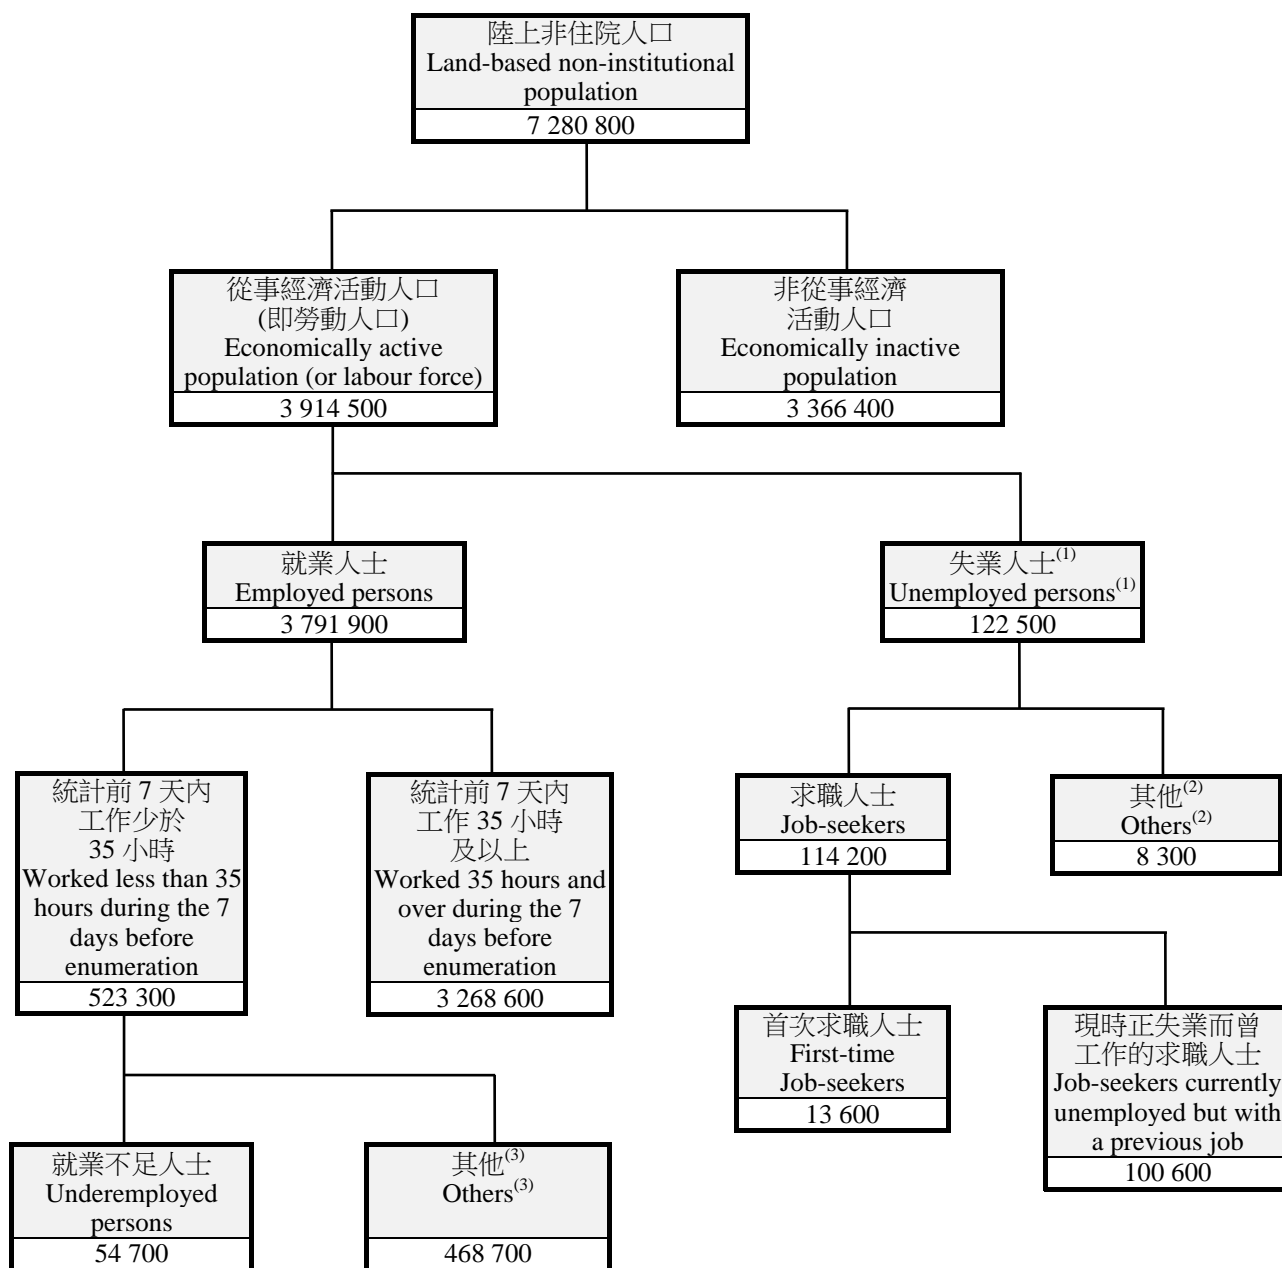 陸上非住院人口
Land-based non-institutional
population
7 280 800
從事經濟活動人口
(即勞動人口)
Economically active
population (or labour force)
3 914 500
非從事經濟
活動人口
Economically inactive
population
3 366 400
就業人士
Employed persons
3 791 900
失業人士(1)
Unemployed persons(1)
122 500
統計前 7 天內
工作少於
35 小時
Worked less than 35
hours during the 7
days before
enumeration
523 300
統計前 7 天內
工作 35 小時
及以上
Worked 35 hours and
over during the 7
days before
enumeration
3 268 600
求職人士
Job-seekers
114 200
其他(2)
Others(2)
8 300
首次求職人士
First-time
Job-seekers
13 600
現時正失業而曾
工作的求職人士
Job-seekers currently
unemployed but with
a previous job
100 600
就業不足人士
Underemployed
persons
54 700
其他(3)
Others(3)
468 700